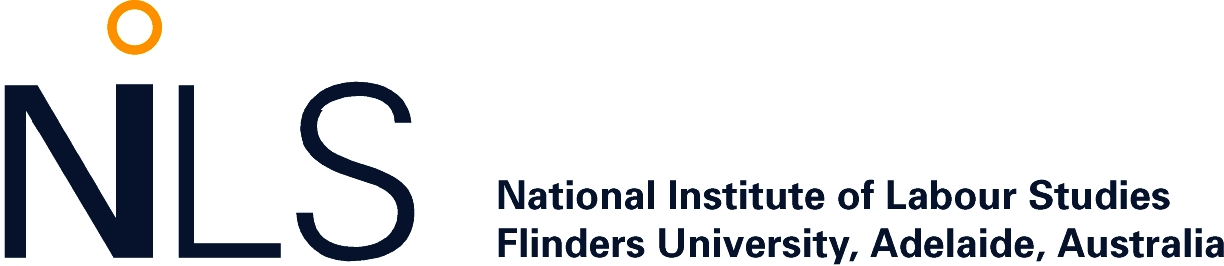 NILS
National Institute of Labour Studies
Flinders University, Adelaide, Australia